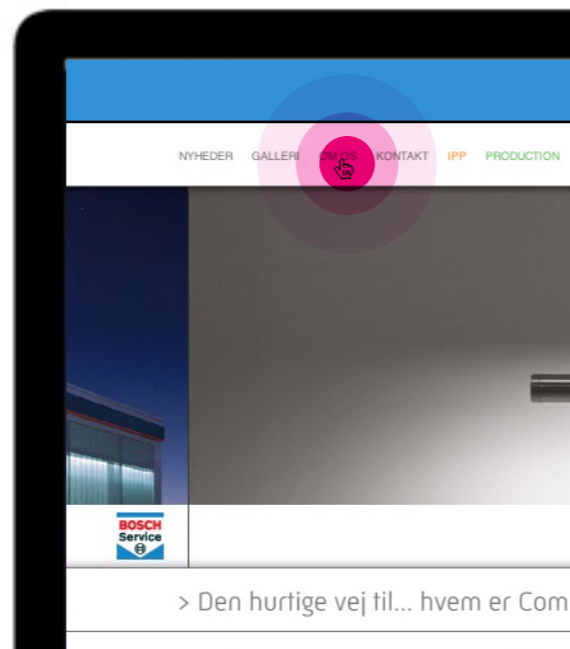 NYHEDER GALLERI OM OS KONTAKT IPP PRODUCTION
BOSCH
Service
> Den hurtige vej til... hvem er Com